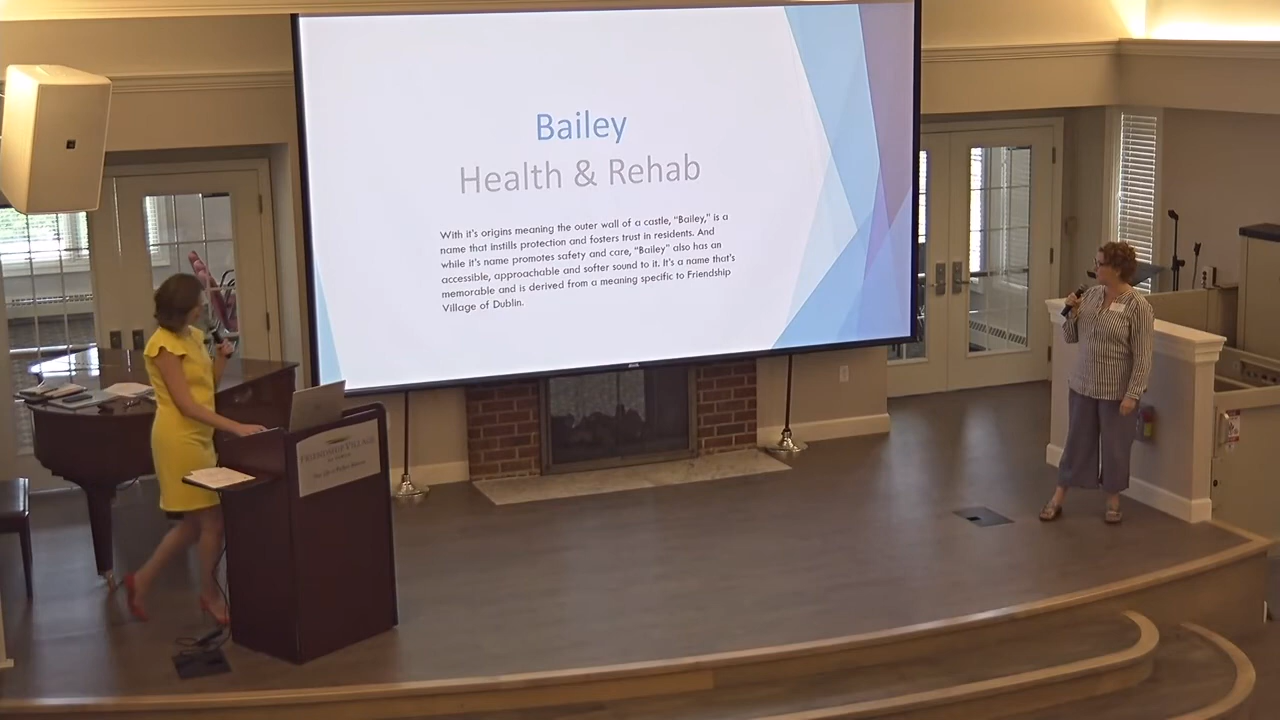 Bailey
Health & Rehab
With it's origins meaning the outer wall of a castle, "Bailey," is a
name that instills protection and fosters trust in residents. And
while it's name promotes safety and care, "Bailey" also has an
accessible, approachable and softer sound to it. It's a name that's
memorable and is derived from a meaning specific to Friendship
Village of Dublin.
FRIENDSHIP VILLAGE